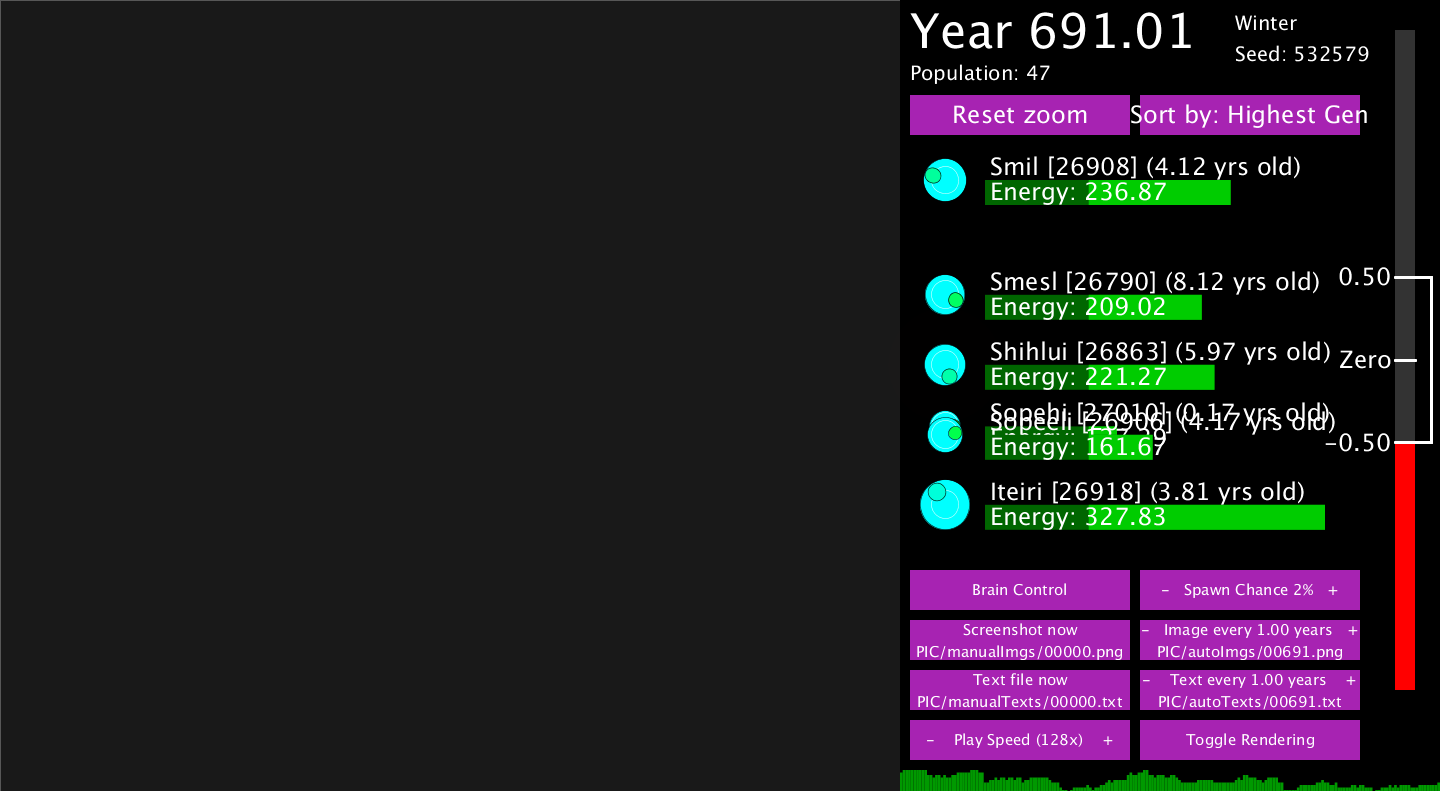 Year 691.01
Winter
Seed: 532579
Population: 47
Reset zoom
Sort by: Highest Gen
Smil [26908] (4.12 yrs old)
Energy: 236.87
Smesl [26790] (8.12 yrs old)
Energy: 209.02
Shihlui [26863] (5.97 yrs old)
Energy: 221.27
Sopehi [27010] (0.17 yrs old)
Sopeeli [26906] (4.17 yrs old)
Energy: 161.67
Iteiri [26918] (3.81 yrs old)
Energy: 327.83
0.50
Zero
-0.50
Brain Control
- Spawn Chance 2% +
Screenshot now
PIC/manualImgs/00000.png
- Image every 1.00 years +
PIC/autoImgs/00691.png
Text file now
PIC/manualTexts/00000.txt
- Text every 1.00 years +
PIC/autoTexts/00691.txt
- Play Speed (128x) +
Toggle Rendering